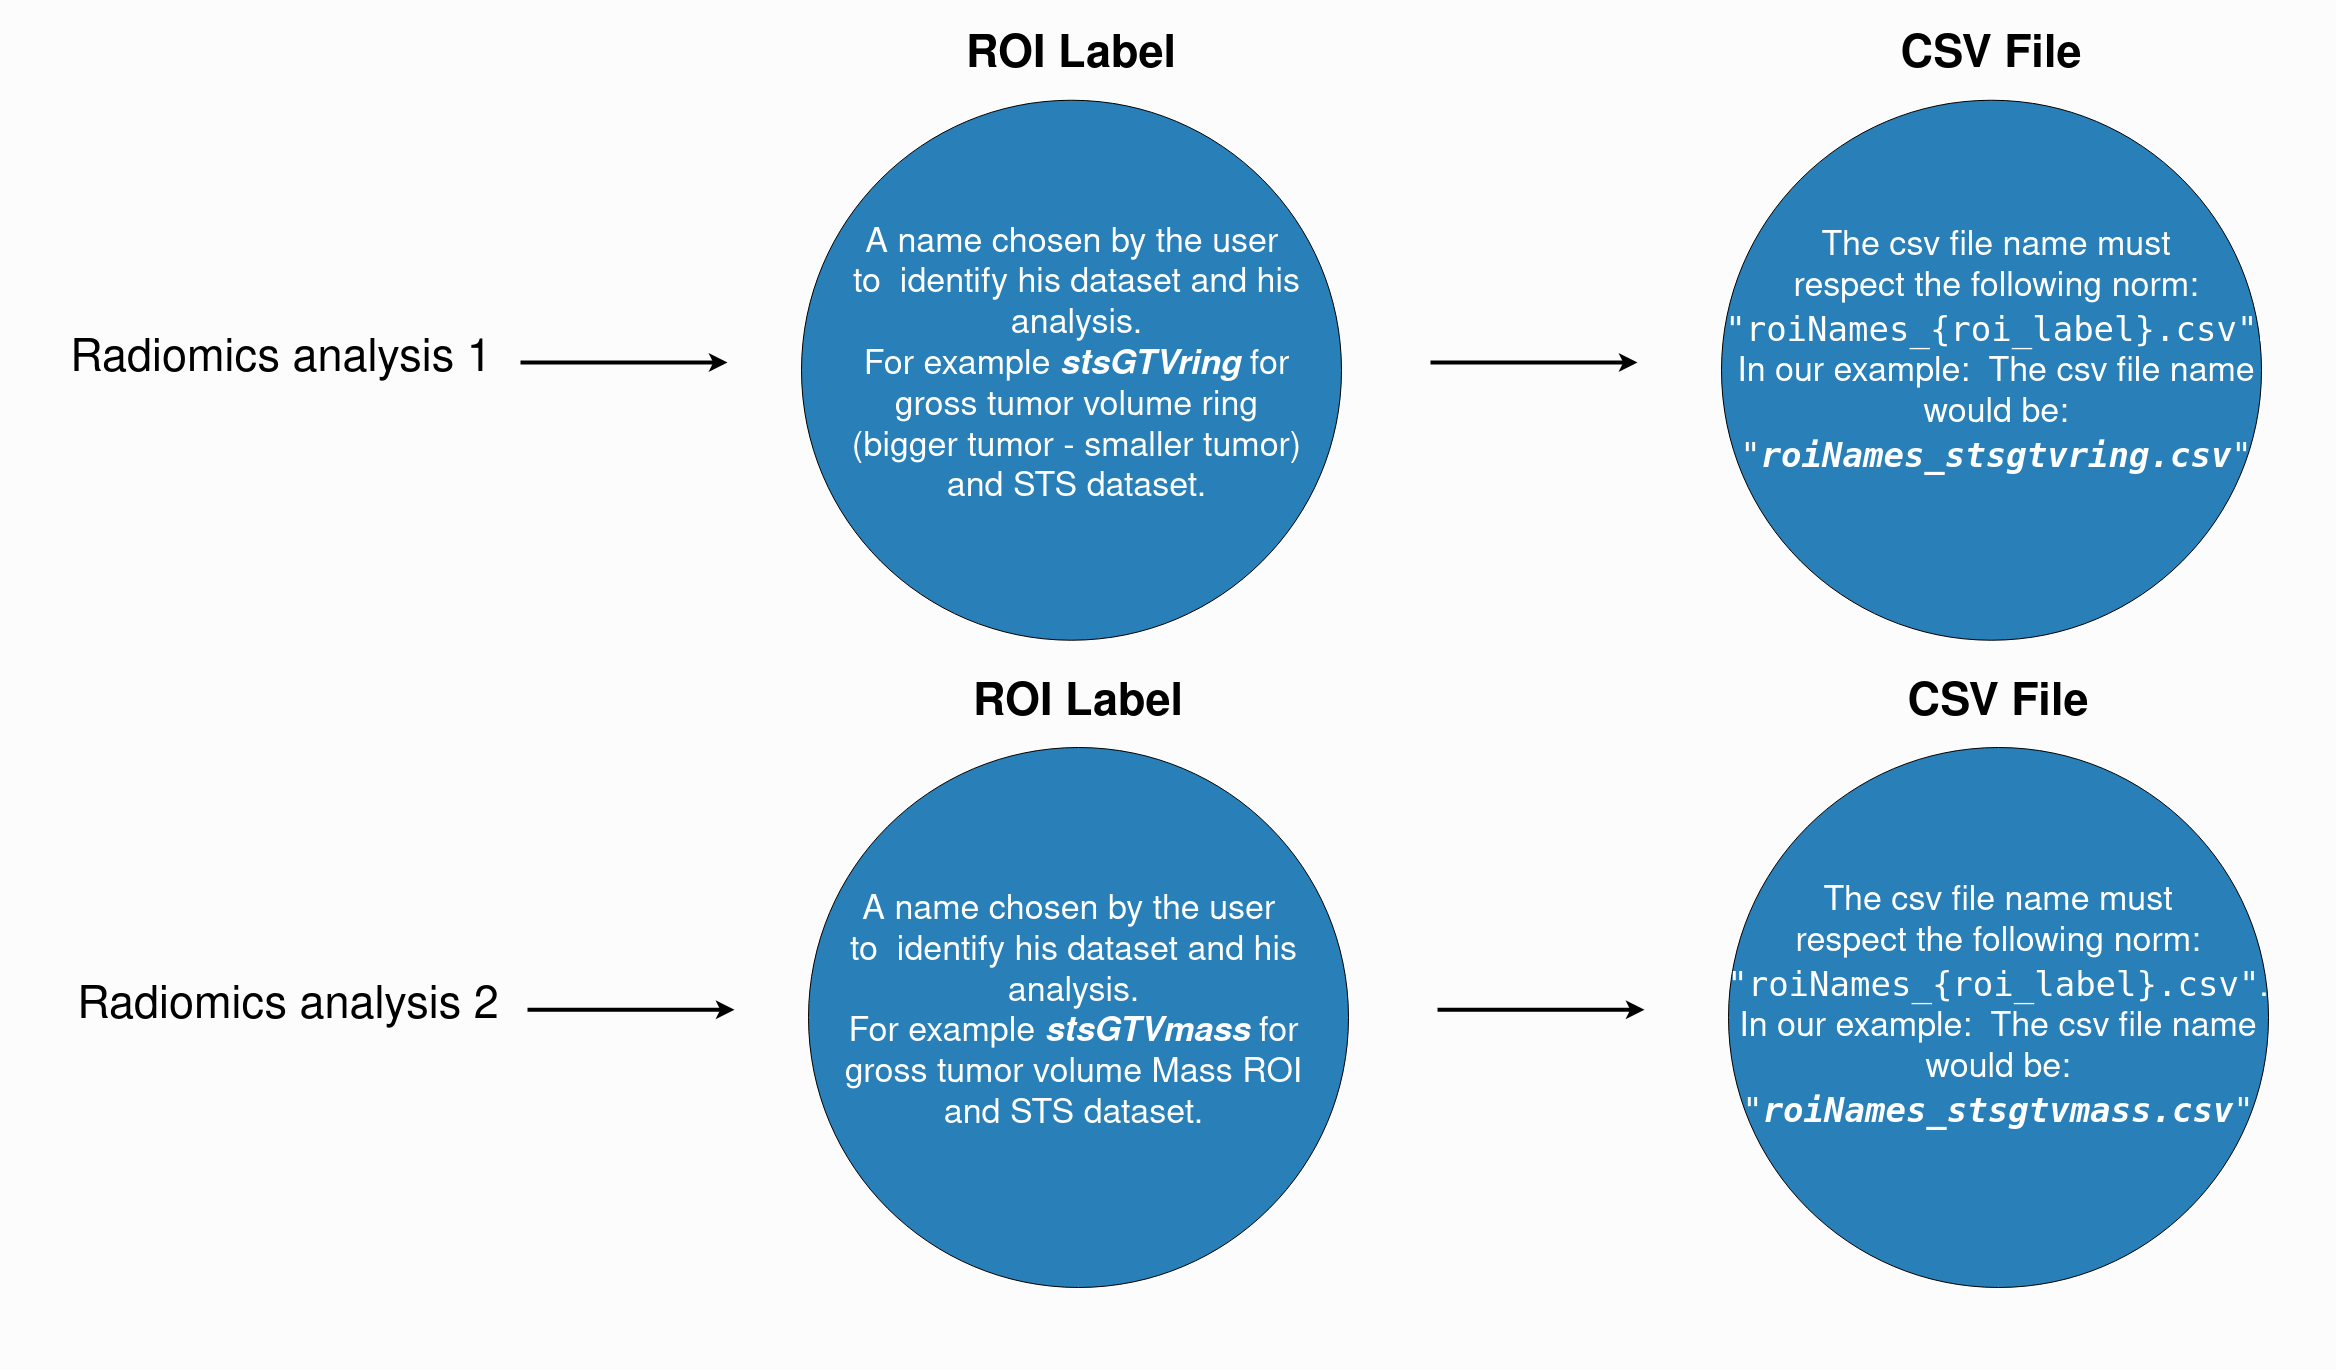 ROI Label
CSV File
Radiomics analysis 1
A name chosen by the user
to  identify his dataset and his
analysis.
For example stsGTVring for
gross tumor volume ring
(bigger tumor - smaller tumor)
and STS dataset.
The csv file name must
respect the following norm:
"roiNames_{roi_label}.csv"
In our example:  The csv file name
would be:
"roiNames_stsgtvring.csv"
ROI Label
CSV File
Radiomics analysis 2
A name chosen by the user
to  identify his dataset and his
analysis.
For example stsGTVmass for
gross tumor volume Mass ROI
and STS dataset.
The csv file name must
respect the following norm:
"roiNames_{roi_label}.csv".
In our example:  The csv file name
would be:
"roiNames_stsgtvmass.csv"